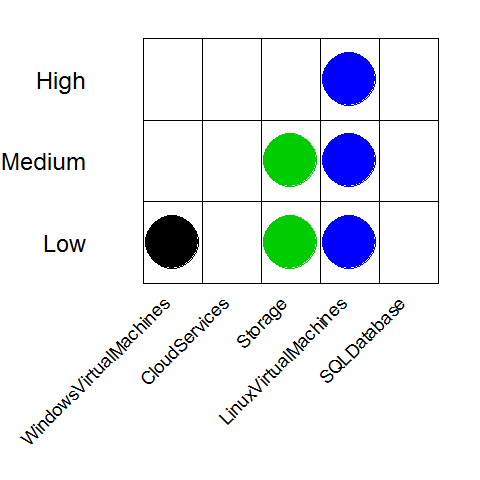 High
Medium
Low
WindowsVirtualMachines
CloudServices
Storage
LinuxVirtualMachines
SQLDatabase